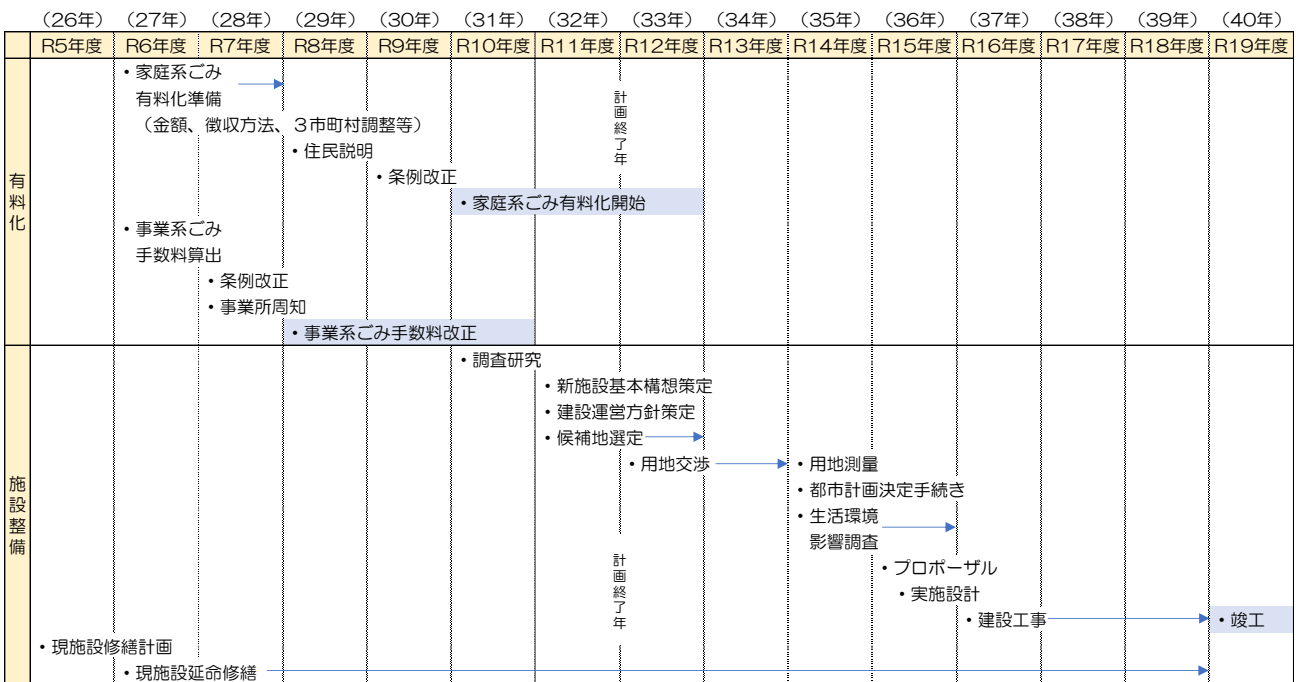 （26年） （27年） （28年） （29年） （30年） （31年） （32年） （33年） （34年） （35年） （36年） （37年） （38年） （39年） （40年）
R5年度 R6年度 R7年度 R8年度 R9年度 R10年度 R11年度 R12年度 R13年度 R14年度 R15年度 R16年度 R17年度 R18年度 R19年度
有料化
・家庭系ごみ
有料化準備
（金額、徴収方法、３市町村調整等）
・住民説明
・条例改正
・家庭系ごみ有料化開始
計画終了年
・事業系ごみ
手数料算出
・条例改正
・事業所周知
・事業系ごみ手数料改正
施設整備
・調査研究
・新施設基本構想策定
・建設運営方針策定
・候補地選定
・用地交渉
・用地測量
・都市計画決定手続き
・生活環境
影響調査
計画終了年
・プロポーザル
・実施設計
・建設工事
・竣工
・現施設修繕計画
・現施設延命修繕